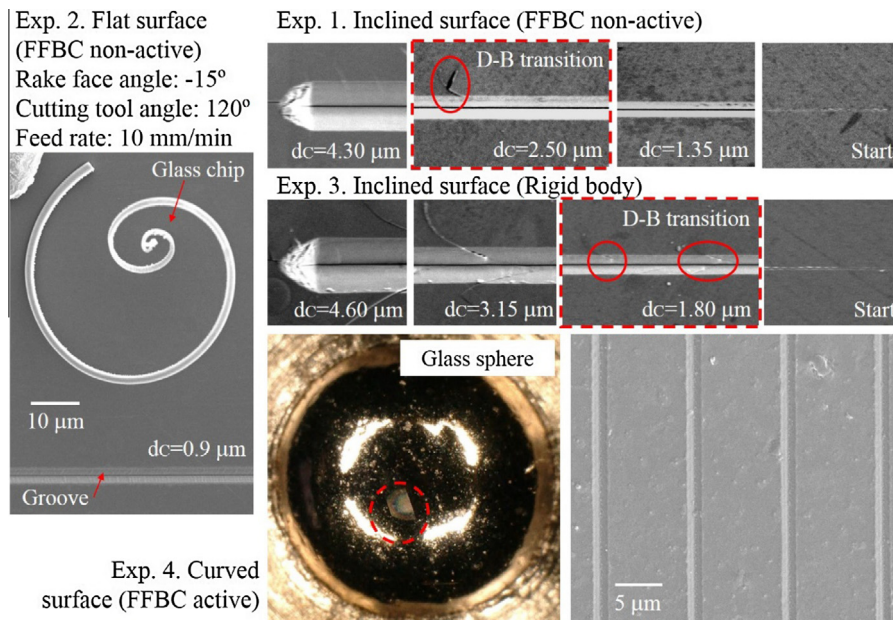 Exp. 2. Flat surface
(FFBC non-active)
Rake face angle: -15º
Cutting tool angle: 120º
Feed rate: 10 mm/min
Glass chip
10 µm
dc=0.9 µm
Groove
Exp. 1. Inclined surface (FFBC non-active)
D-B transition
dc=4.30 µm
dc=2.50 µm
dc=1.35 µm
Start
Exp. 3. Inclined surface (Rigid body)
D-B transition
dc=4.60 µm
dc=3.15 µm
dc=1.80 µm
Start
Glass sphere
Exp. 4. Curved
surface (FFBC active)
5 µm